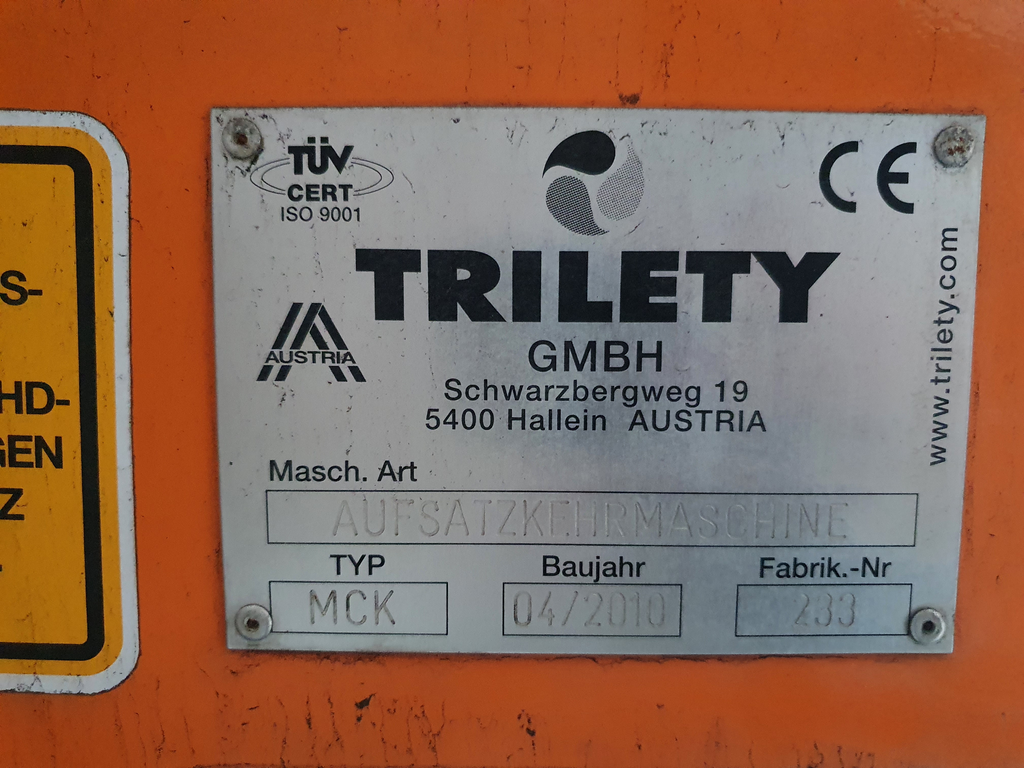 S-
HD-
GEN
Z
TÜV
CERT
ISO 9001
CE
TRILETY
GMBH
AUSTRIA
Schwarzbergweg 19
5400 Hallein AUSTRIA
www.trilety.com
Masch. Art
AUFSATZKEHRMASCHINE
TYP Baujahr Fabrik.-Nr
MCK 04/2010 233